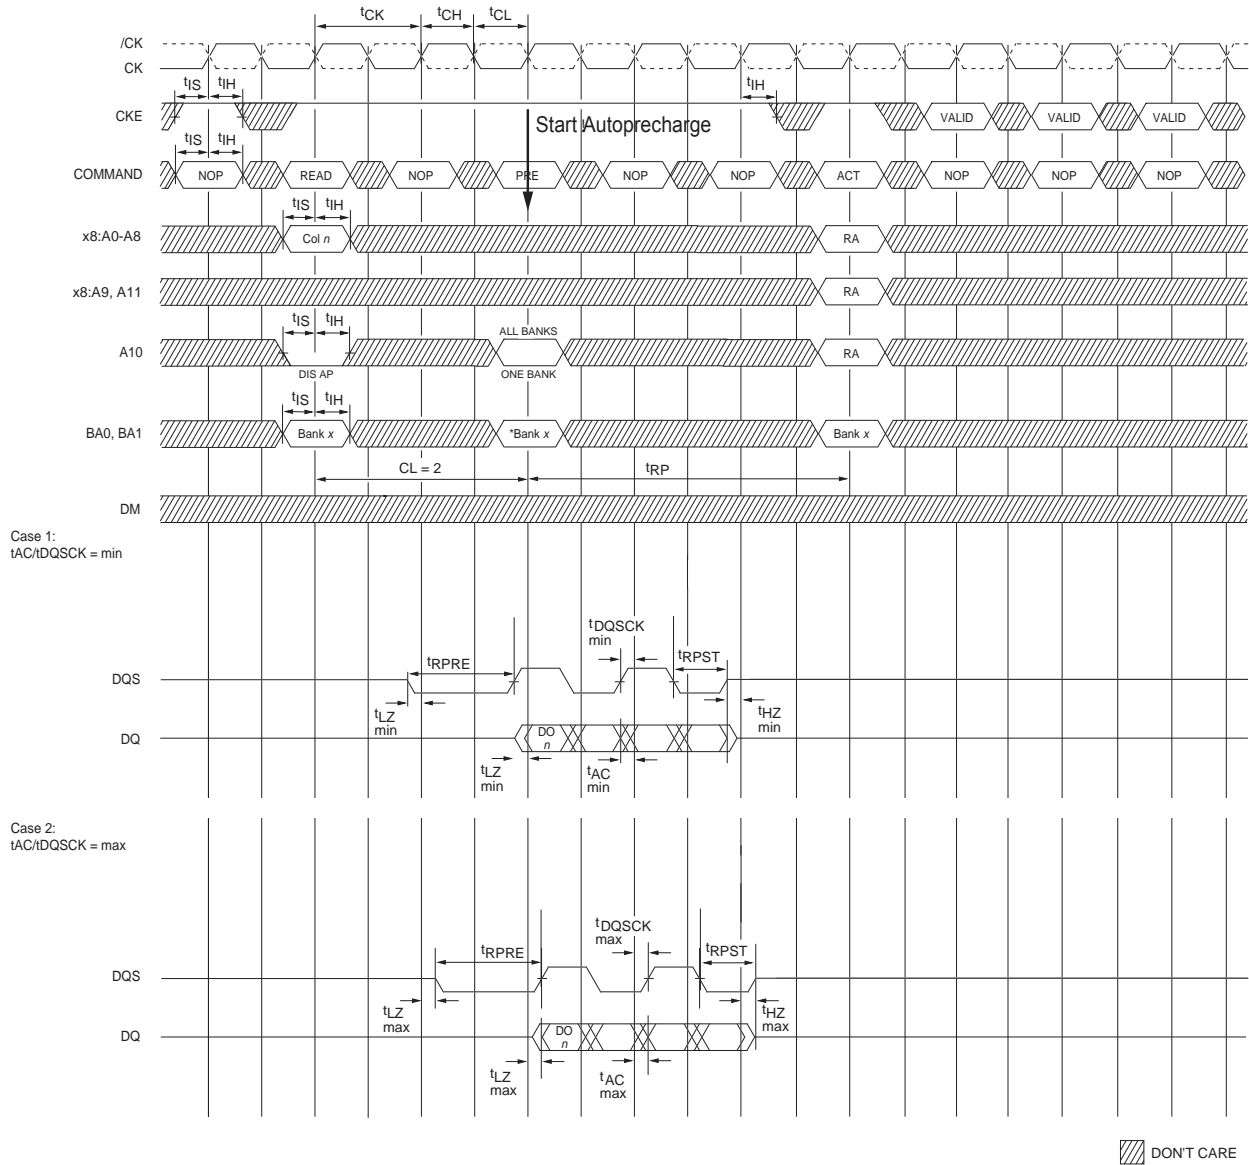 tCK tCH tCL
/CK
CK
tIS tIH tIH
CKE VALID VALID VALID
Start Autoprecharge
tIS tIH
COMMAND NOP READ NOP PRE NOP NOP ACT NOP NOP NOP
tIS tIH
x8:A0-A8 Col n RA
x8:A9, A11 RA
tIS tIH ALL BANKS
A10 RA
DIS AP ONE BANK
tIS tIH
BA0, BA1 Bank x *Bank x Bank x
CL = 2 tRP
DM
Case 1:
tAC/tDQSCK = min
tDQSCK
min
tRPRE tRPST
DQS
tLZ
min
tHZ
min
DQ DO
n
tLZ
min
tAC
min
Case 2:
tAC/tDQSCK = max
tDQSCK
max
tRPRE tRPST
DQS
tLZ
max
tHZ
max
DQ DO
n
tLZ
max
tAC
max
DON'T CARE